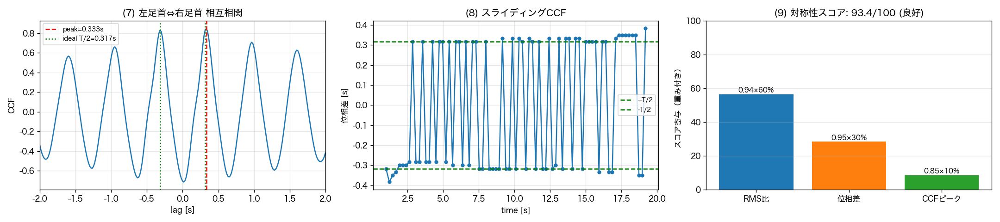 (7) 左足首⇔右足首 相互相関
peak=0.333s
ideal T/2=0.317s
CCF
0.8
0.6
0.4
0.2
0.0
-0.2
-0.4
-0.6
-2.0 -1.5 -1.0 -0.5 0.0 0.5 1.0 1.5 2.0
lag [s]
(8) スライディングCCF
位相差 [s]
0.4
0.3
0.2
0.1
0.0
-0.1
-0.2
-0.3
-0.4
+T/2
-T/2
2.5 5.0 7.5 10.0 12.5 15.0 17.5 20.0
time [s]
(9) 対称性スコア: 93.4/100 (良好)
スコア寄与（重み付き）
100
80
60
40
20
0
0.94×60%
0.95×30%
0.85×10%
RMS比 位相差 CCFピーク